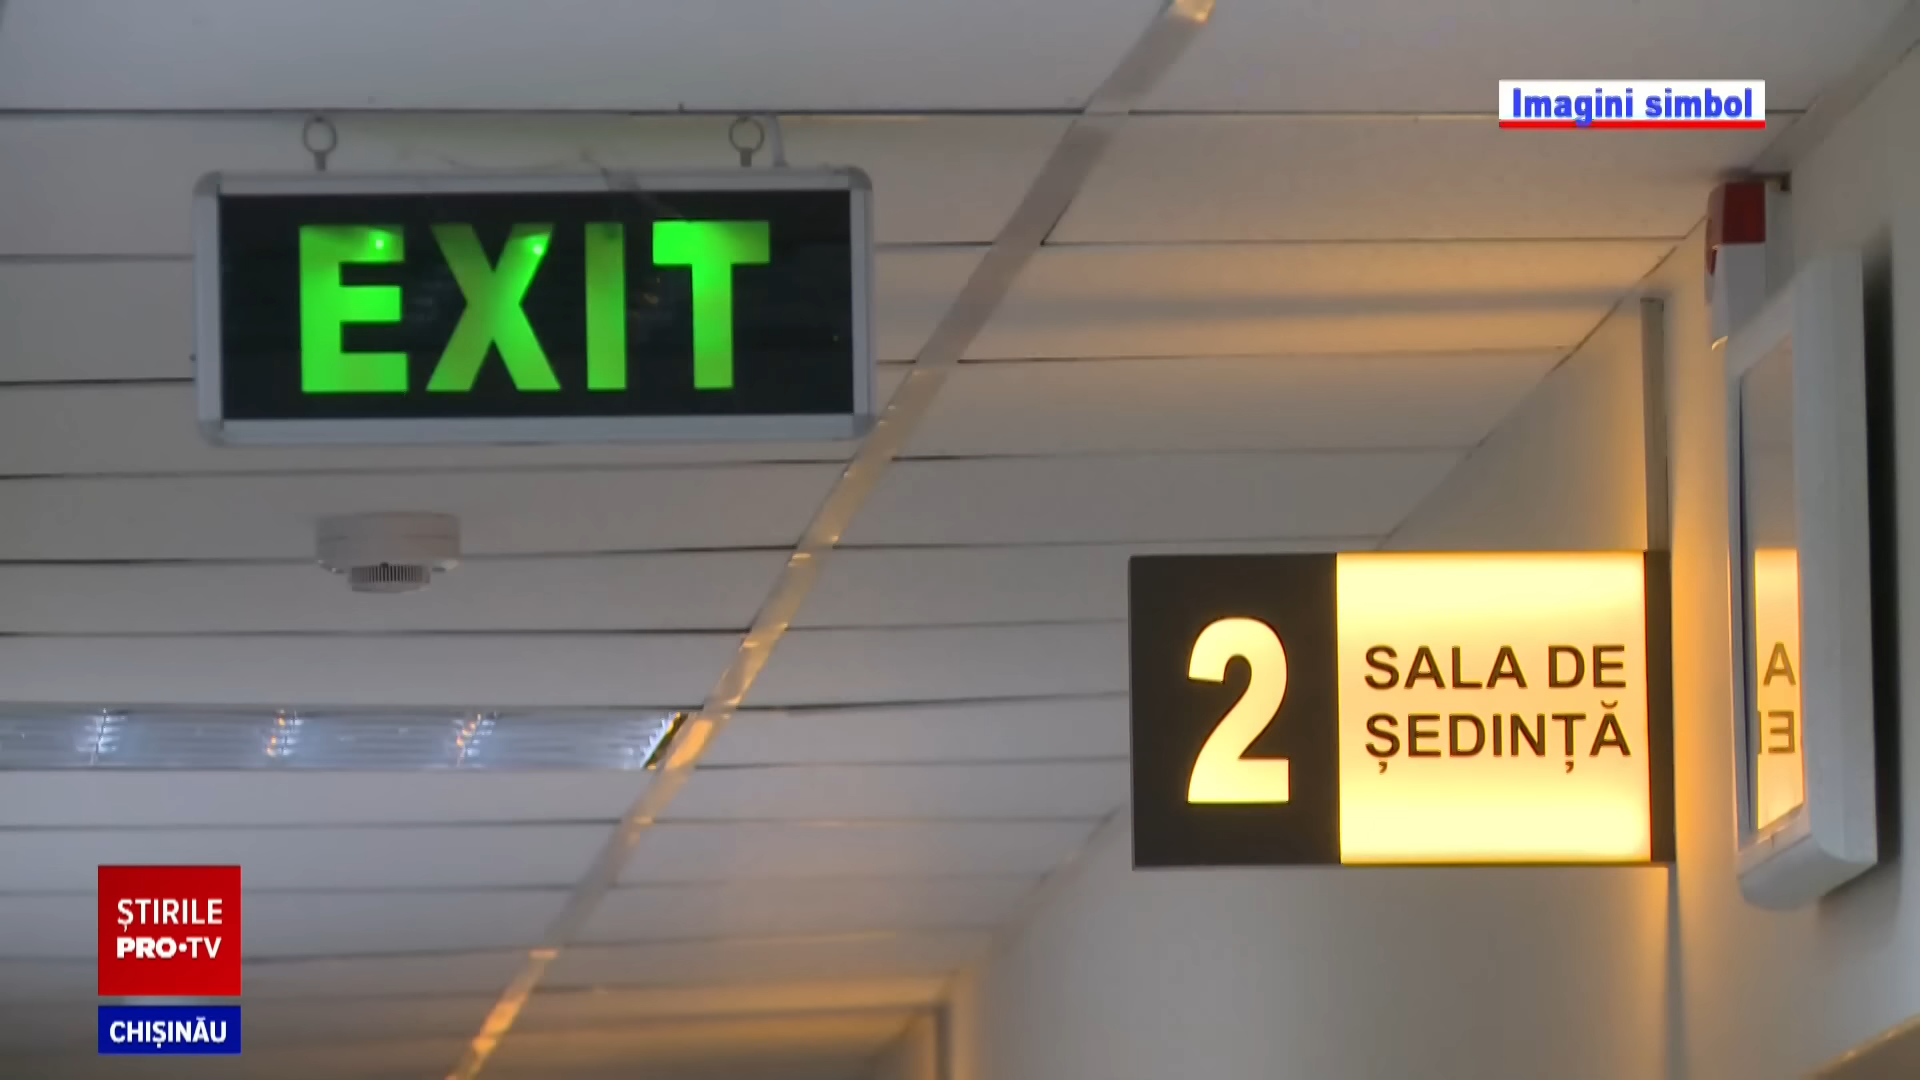 Imagini simbol
EXIT
2
SALA DE
ȘEDINȚĂ
ȘTIRILE
PRO•TV
CHIȘINĂU